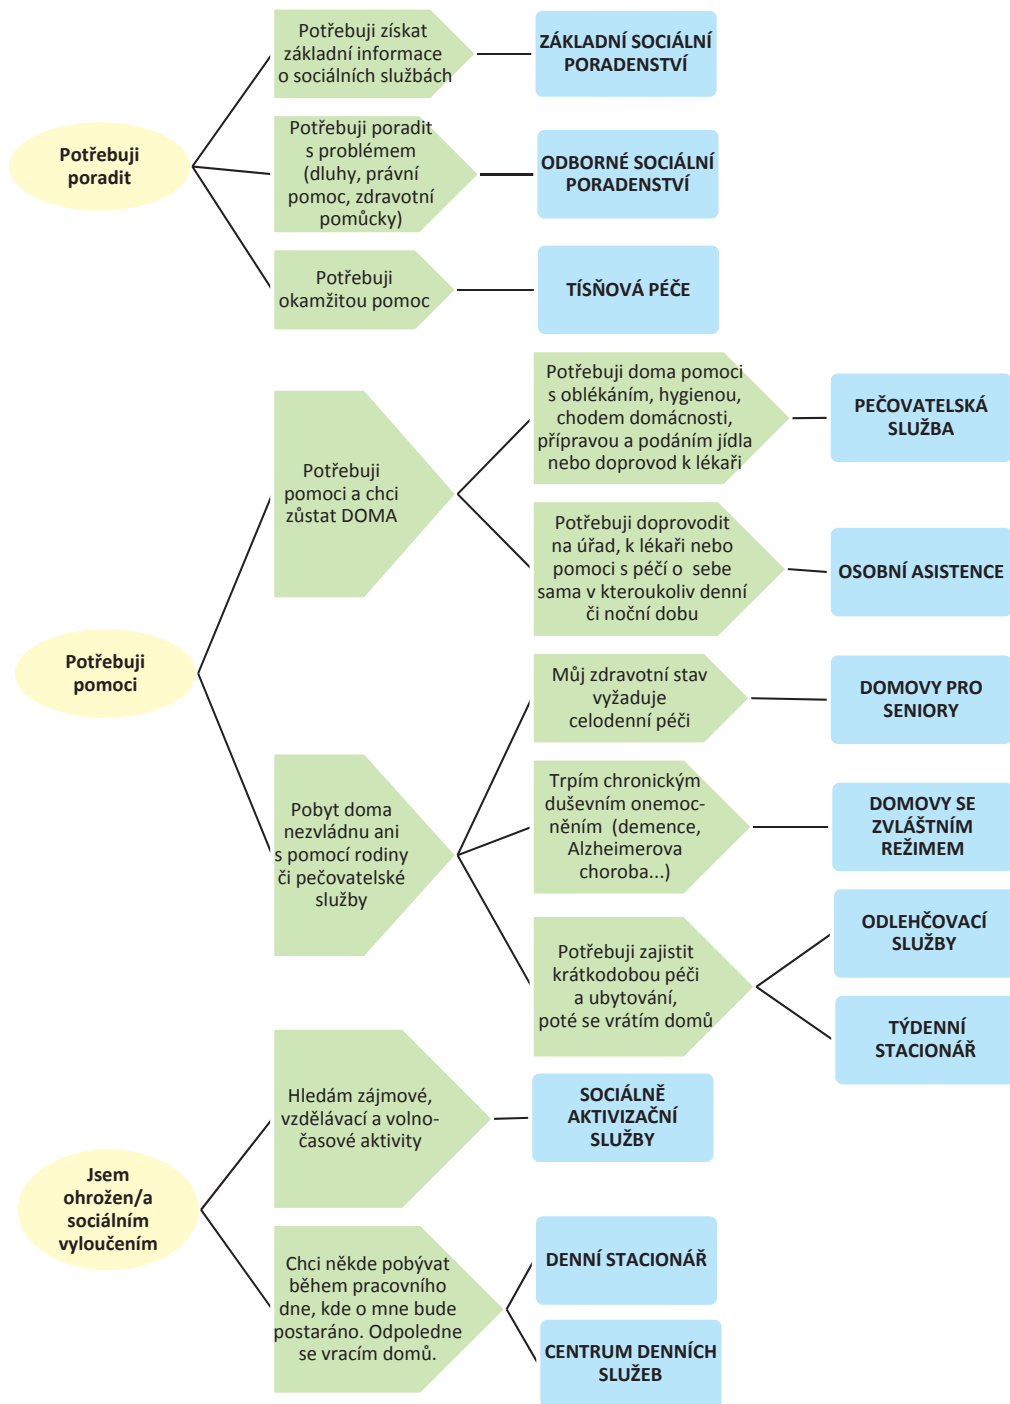 Potřebuji
poradit
Potřebuji získat
základní informace
o sociálních službách
ZÁKLADNÍ SOCIÁLNÍ
PORADENSTVÍ
Potřebuji poradit
s problémem
(dluhy, právní
pomoc, zdravotní
pomůcky)
ODBORNÉ SOCIÁLNÍ
PORADENSTVÍ
Potřebuji
okamžitou pomoc
TÍSŇOVÁ PÉČE
Potřebuji
pomoci
Potřebuji
pomoci a chci
zůstat DOMA
Potřebuji doma pomoci
s oblékáním, hygienou,
chodem domácnosti,
přípravou a podáním jídla
nebo doprovod k lékaři
PEČOVATELSKÁ
SLUŽBA
Potřebuji doprovodit
na úřad, k lékaři nebo
pomoci s péčí o sebe
sama v kteroukoliv denní
či noční dobu
OSOBNÍ ASISTENCE
Pobyt doma
nezvládnu ani
s pomocí rodiny
či pečovatelské
služby
Můj zdravotní stav
vyžaduje
celodenní péči
DOMOVY PRO
SENIORY
Trpím chronickým
duševním onemoc-
něním (demence,
Alzheimerova
choroba...)
DOMOVY SE
ZVLÁŠTNÍM
REŽIMEM
Potřebuji zajistit
krátkodobou péči
a ubytování,
poté se vrátím domů
ODLEHČOVACÍ
SLUŽBY
TÝDENNÍ
STACIONÁŘ
Jsem
ohrožen/a
sociálním
vyloučením
Hledám zájmové,
vzdělávací a volno-
časové aktivity
SOCIÁLNĚ
AKTIVIZAČNÍ
SLUŽBY
Chci někde pobývat
během pracovního
dne, kde o mne bude
postaráno. Odpoledne
se vracím domů.
DENNÍ STACIONÁŘ
CENTRUM DENNÍCH
SLUŽEB